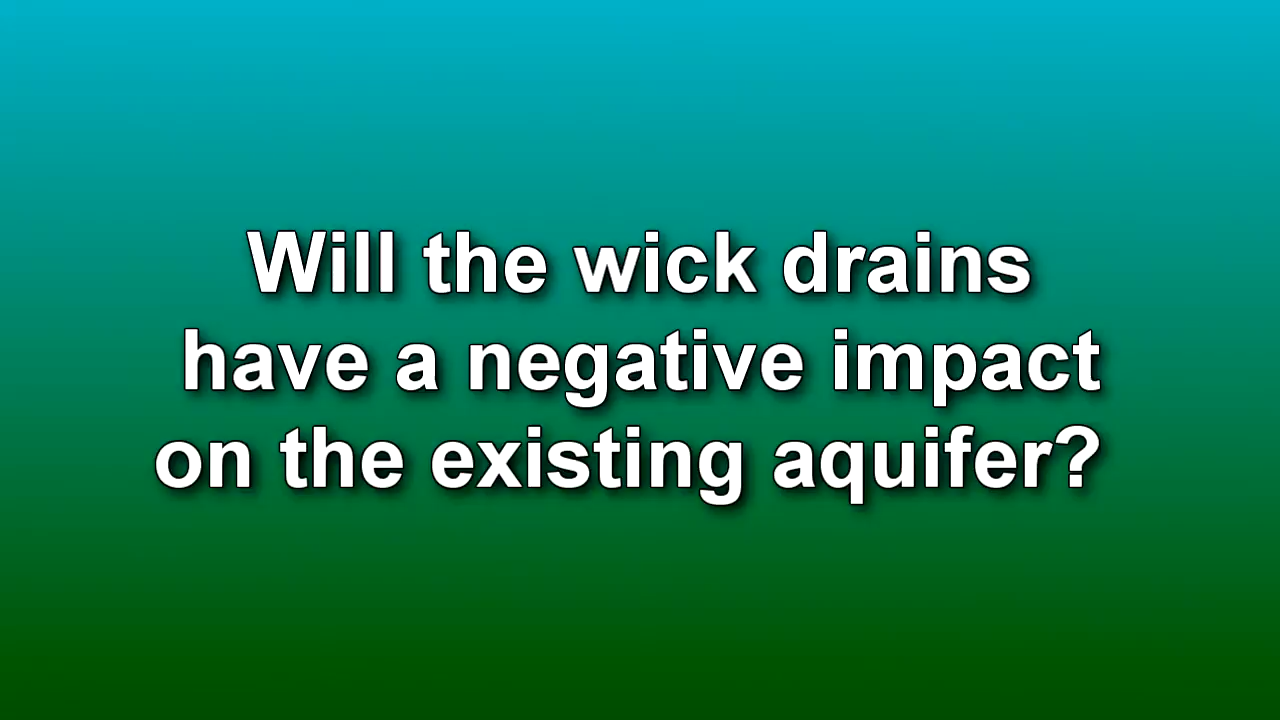 Will the wick drains
have a negative impact
on the existing aquifer?